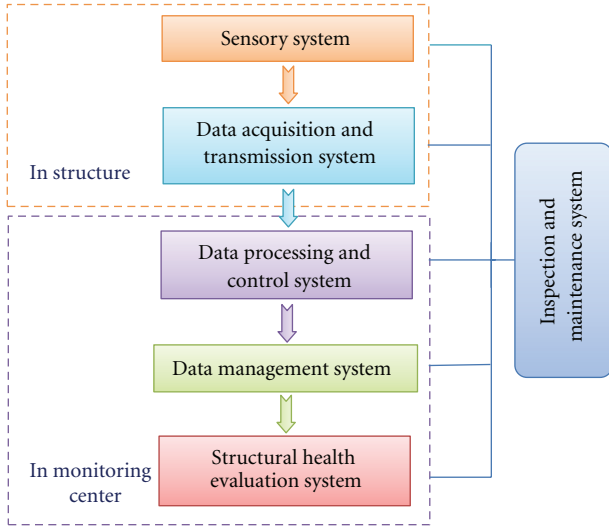 Sensory system
Data acquisition and
transmission system
In structure
Data processing and
control system
Data management system
Structural health
evaluation system
In monitoring
center
Inspection and
maintenance system